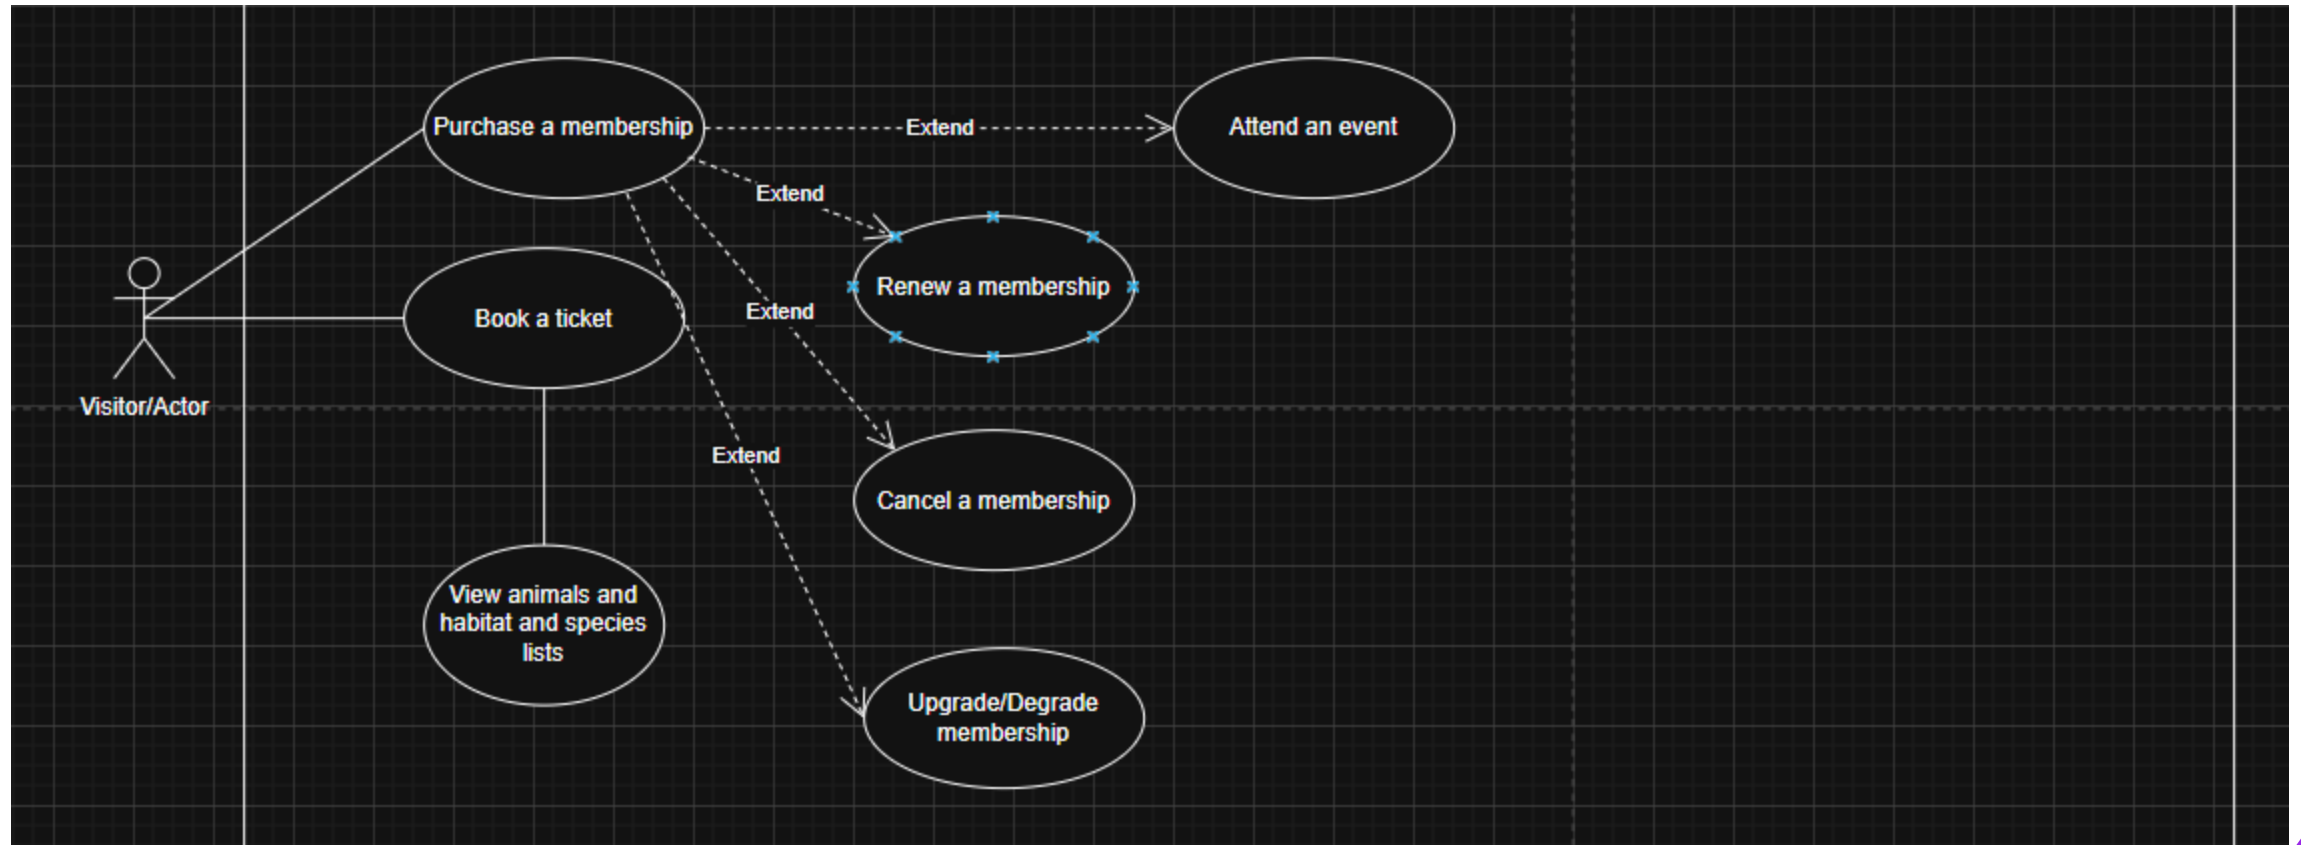 Purchase a membership
Extend
Attend an event
Extend
Renew a membership
Book a ticket
Extend
Visitor/Actor
Extend
Cancel a membership
View animals and
habitat and species
lists
Upgrade/Degrade
membership